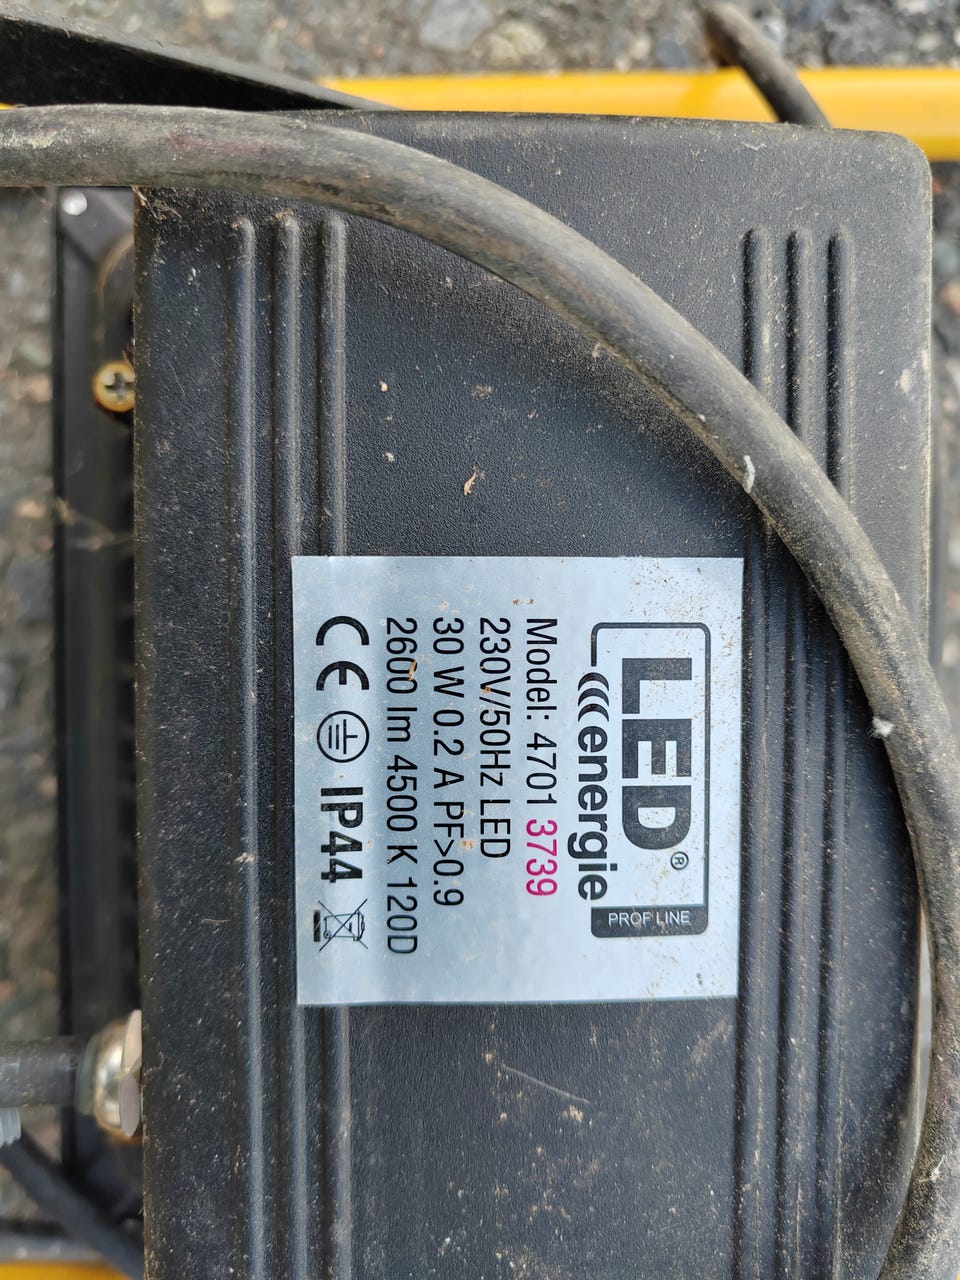 LED®
energie
PROF LINE
Model: 4701 3739
230V/50Hz LED
30 W 0.2 A PF>0.9
2600 lm 4500 K 120D
CE IP44